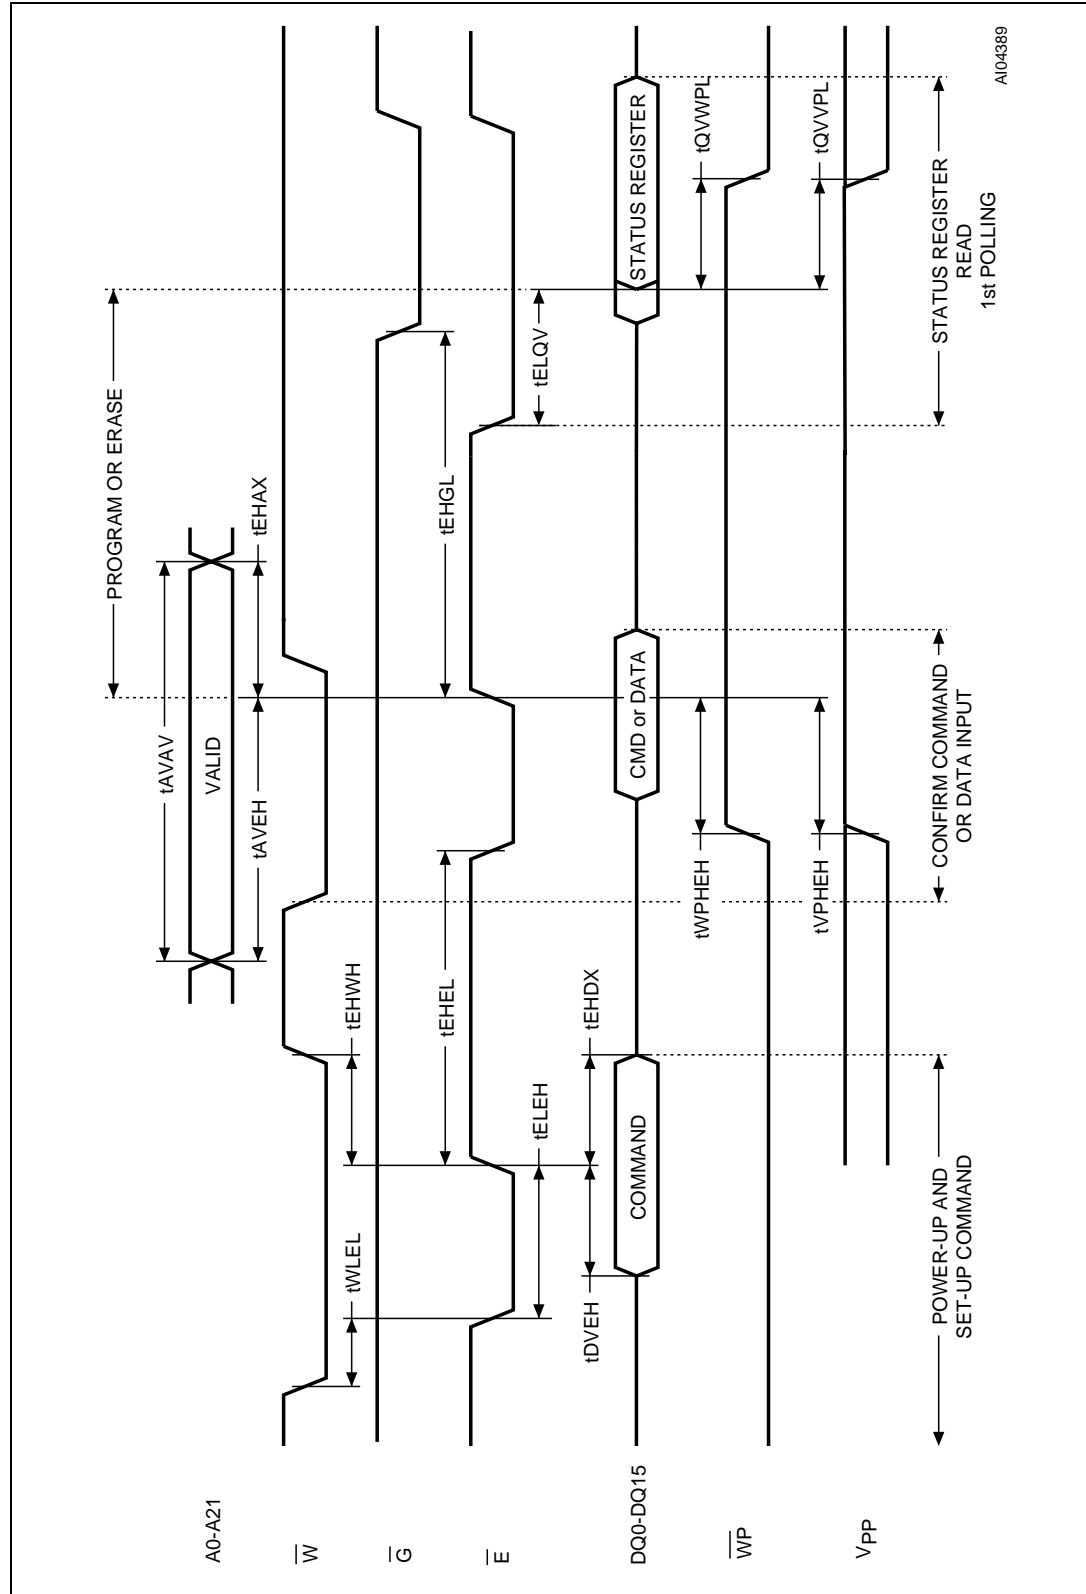 A0-A21
tAVAV
VALID
tAVEH
tEHAX
PROGRAM OR ERASE
W
tWLEL
tEHWH
G
tEHEL
tEHGL
E
tELEH
tELQV
tDVEH
tEHDX
DQ0-DQ15
COMMAND
CMD or DATA
STATUS REGISTER
WP
tWPHEH
tQVWPL
VPP
tVPHEH
tQVVPL
POWER-UP AND
SET-UP COMMAND
CONFIRM COMMAND
OR DATA INPUT
STATUS REGISTER
READ
1st POLLING
AI04389